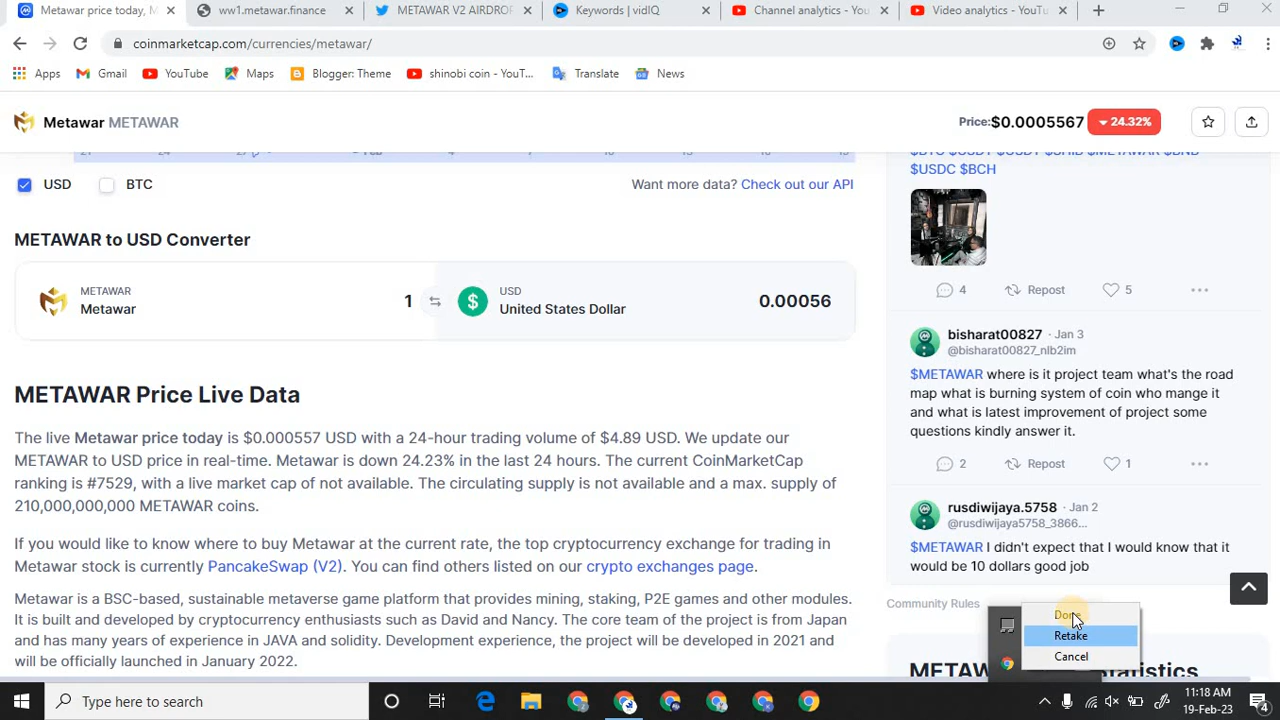 Metawar price today, M
ww1.metawar.finance
METAWAR V2 AIRDROP
Keywords | vidIQ
Channel analytics - You
Video analytics - YouTu
coinmarketcap.com/currencies/metawar/
Apps
Gmail
YouTube
Maps
Blogger: Theme
shinobi coin - YouT...
Translate
News
Metawar METAWAR
Price:$0.0005567
24.32%
USD
BTC
Want more data? Check out our API
METAWAR to USD Converter
METAWAR
Metawar
1
USD
United States Dollar
0.00056
METAWAR Price Live Data
The live Metawar price today is $0.000557 USD with a 24-hour trading volume of $4.89 USD. We update our
METAWAR to USD price in real-time. Metawar is down 24.23% in the last 24 hours. The current CoinMarketCap
ranking is #7529, with a live market cap of not available. The circulating supply is not available and a max. supply of
210,000,000,000 METAWAR coins.
If you would like to know where to buy Metawar at the current rate, the top cryptocurrency exchange for trading in
Metawar stock is currently PancakeSwap (V2). You can find others listed on our crypto exchanges page.
Metawar is a BSC-based, sustainable metaverse game platform that provides mining, staking, P2E games and other modules.
It is built and developed by cryptocurrency enthusiasts such as David and Nancy. The core team of the project is from Japan
and has many years of experience in JAVA and solidity. Development experience, the project will be developed in 2021 and
will be officially launched in January 2022.
$USDC $BCH
4
Repost
5
bisharat00827 · Jan 3
@bisharat00827_nlb2im
$METAWAR where is it project team what's the road
map what is burning system of coin who mange it
and what is latest improvement of project some
questions kindly answer it.
2
Repost
1
rusdiwijaya.5758 · Jan 2
@rusdiwijaya.5758_3866...
$METAWAR I didn't expect that I would know that it
would be 10 dollars good job
Community Rules
Done
Retake
Cancel
Type here to search
11:18 AM
19-Feb-23
4